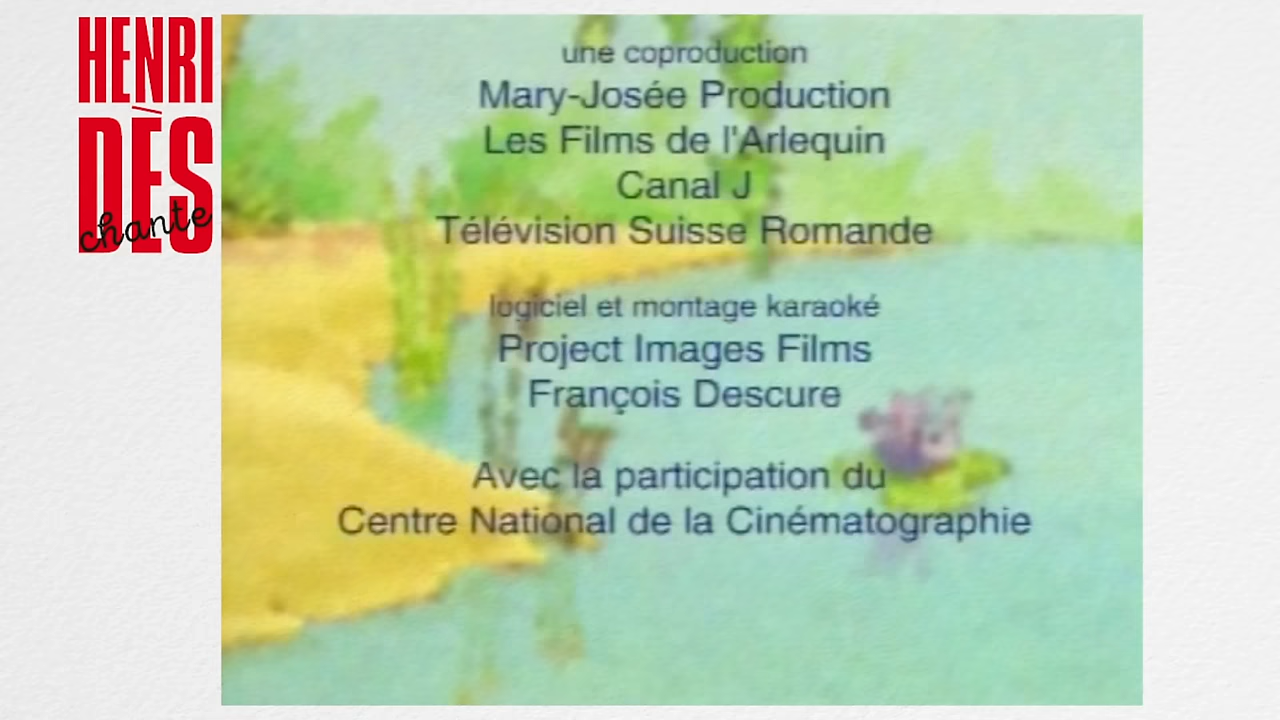 HENRI
DÈS
chante
une coproduction
Mary-Josée Production
Les Films de l'Arlequin
Canal J
Télévision Suisse Romande
logiciel et montage karaoké
Project Images Films
François Descure
Avec la participation du
Centre National de la Cinématographie